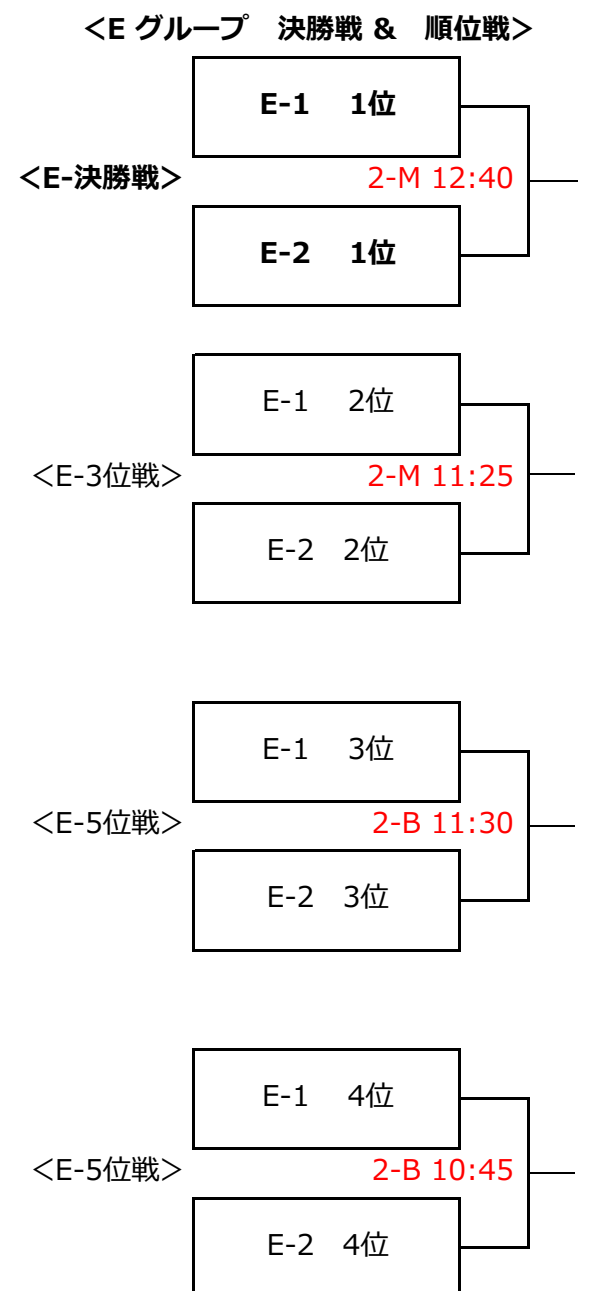 ＜E グループ　決勝戦 ＆　順位戦＞
E-1　1位
＜E-決勝戦＞ 2-M 12:40
E-2　1位
E-1　2位
＜E-3位戦＞ 2-M 11:25
E-2　2位
E-1　3位
＜E-5位戦＞ 2-B 11:30
E-2　3位
E-1　4位
＜E-5位戦＞ 2-B 10:45
E-2　4位